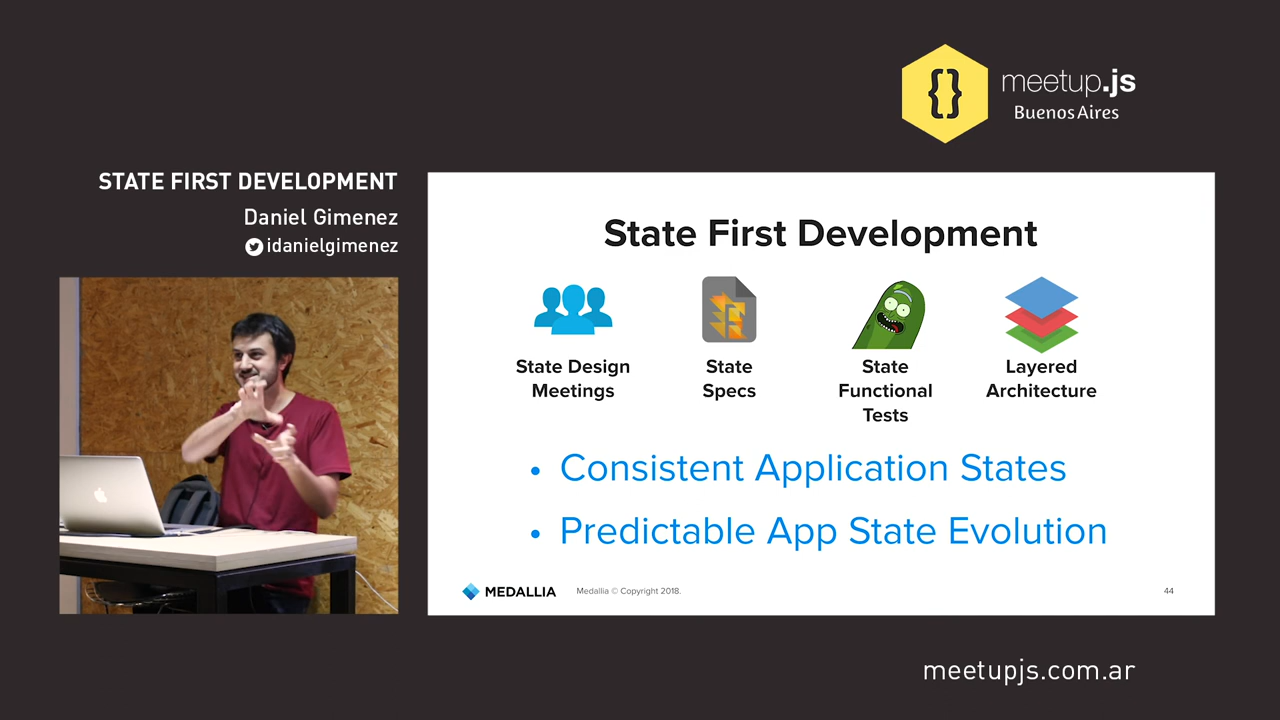 {}
meetup.js
Buenos Aires
STATE FIRST DEVELOPMENT
Daniel Gimenez
idanielgimenez
State First Development
State Design
Meetings
State
Specs
State
Functional
Tests
Layered
Architecture
• Consistent Application States
• Predictable App State Evolution
MEDALLIA
Medallia © Copyright 2018.
44
meetupjs.com.ar